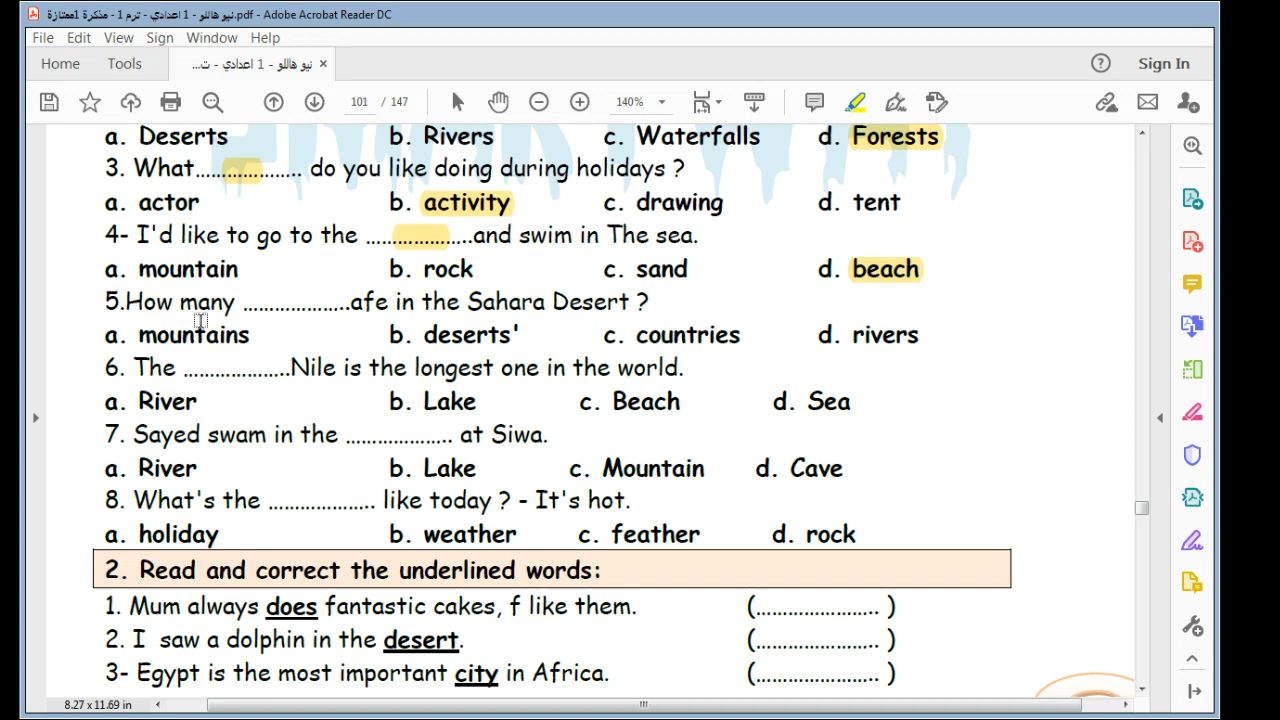 نيو هاللو - 1 اعدادي - ترم 1 - مذكرة 1ممتازة.pdf - Adobe Acrobat Reader DC
File Edit View Sign Window Help
Home Tools نيو هاللو - 1 اعدادي - ت... × Sign In
101 / 147 140%
a. Deserts b. Rivers c. Waterfalls d. Forests
3. What..................... do you like doing during holidays ?
a. actor b. activity c. drawing d. tent
4- I'd like to go to the .....................and swim in The sea.
a. mountain b. rock c. sand d. beach
5.How many .....................afe in the Sahara Desert ?
a. mountains b. deserts' c. countries d. rivers
6. The .....................Nile is the longest one in the world.
a. River b. Lake c. Beach d. Sea
7. Sayed swam in the ..................... at Siwa.
a. River b. Lake c. Mountain d. Cave
8. What's the ..................... like today ? - It's hot.
a. holiday b. weather c. feather d. rock
2. Read and correct the underlined words:
1. Mum always does fantastic cakes, f like them. (..................... )
2. I saw a dolphin in the desert. (..................... )
3- Egypt is the most important city in Africa. (..................... )
8.27 x 11.69 in